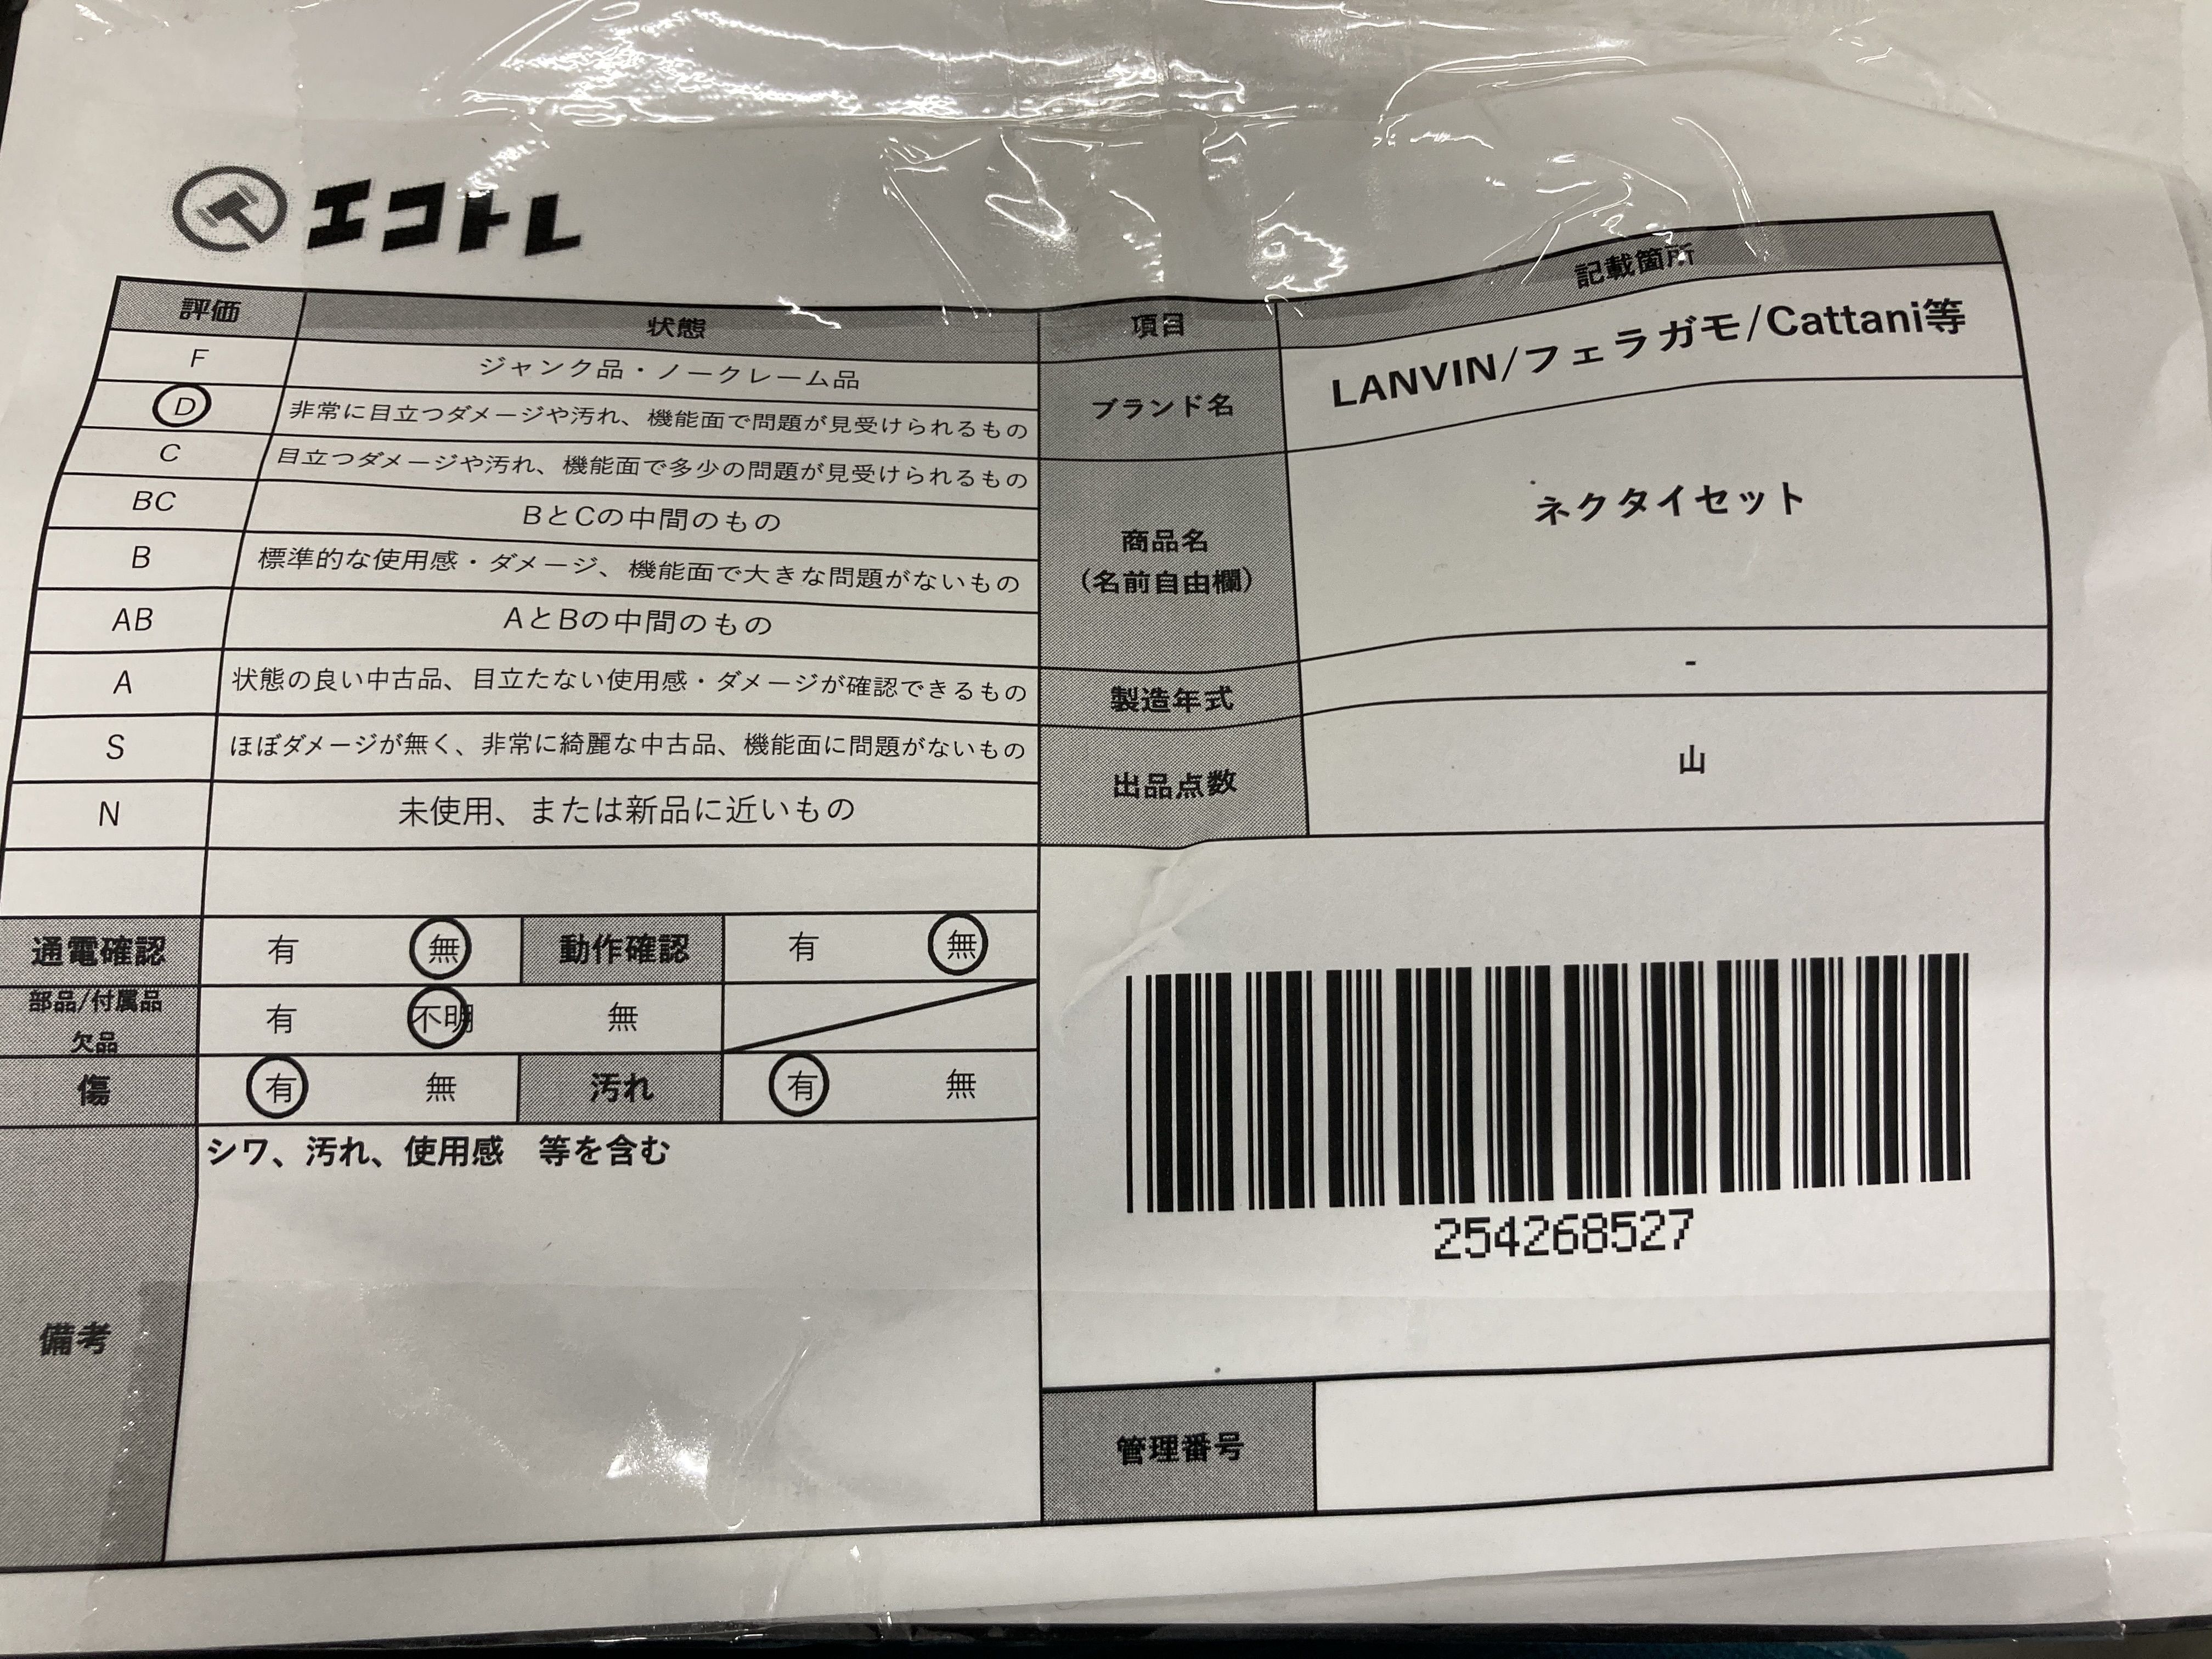 エコトレ
評価 状態
F ジャンク品・ノークレーム品
D 非常に目立つダメージや汚れ、機能面で問題が見受けられるもの
C 目立つダメージや汚れ、機能面で多少の問題が見受けられるもの
BC BとCの中間のもの
B 標準的な使用感・ダメージ、機能面で大きな問題がないもの
AB AとBの中間のもの
A 状態の良い中古品、目立たない使用感・ダメージが確認できるもの
S ほぼダメージが無く、非常に綺麗な中古品、機能面に問題がないもの
N 未使用、または新品に近いもの
通電確認 有 無 動作確認 有 無
部品/付属品
欠品 有 不明 無
傷 有 無 汚れ 有 無
備考 シワ、汚れ、使用感 等を含む
項目 記載箇所
ブランド名 LANVIN/フェラガモ/Cattani等
商品名
(名前自由欄) ネクタイセット
製造年式 -
出品点数 山
254268527
管理番号